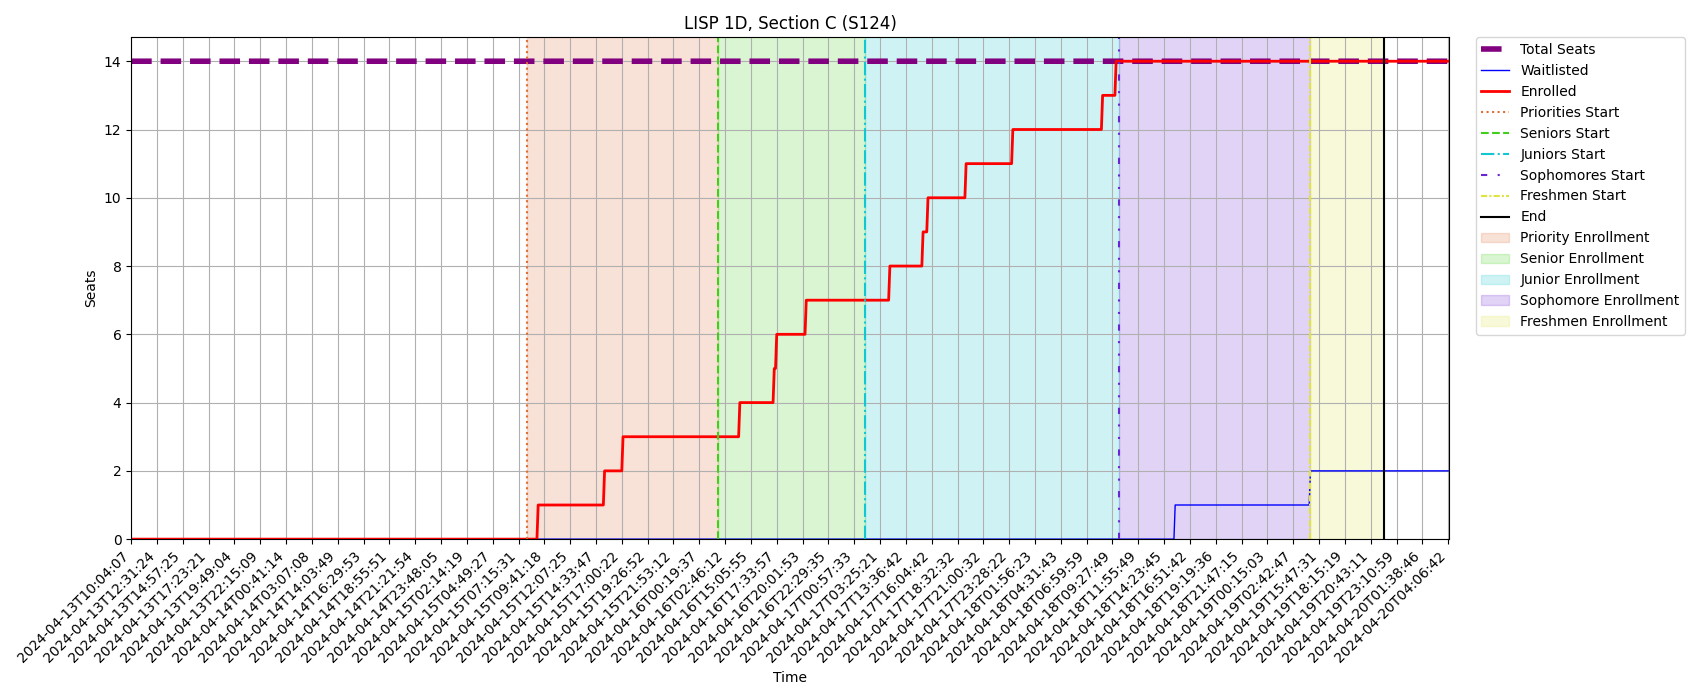 LISP 1D, Section C (S124)
Seats
14
12
10
8
6
4
2
0
2024-04-13T10:04:07
2024-04-13T12:31:24
2024-04-13T14:57:25
2024-04-13T17:23:21
2024-04-13T19:49:04
2024-04-13T22:15:09
2024-04-14T00:41:14
2024-04-14T03:07:08
2024-04-14T14:03:49
2024-04-14T16:29:53
2024-04-14T18:55:51
2024-04-14T21:21:54
2024-04-14T23:48:05
2024-04-15T02:14:19
2024-04-15T04:49:27
2024-04-15T07:15:31
2024-04-15T09:41:18
2024-04-15T12:07:25
2024-04-15T14:33:47
2024-04-15T17:00:22
2024-04-15T19:26:52
2024-04-15T21:53:12
2024-04-16T00:19:37
2024-04-16T02:46:12
2024-04-16T15:05:55
2024-04-16T17:33:57
2024-04-16T20:01:53
2024-04-16T22:29:35
2024-04-17T00:57:33
2024-04-17T03:25:21
2024-04-17T13:36:42
2024-04-17T16:04:42
2024-04-17T18:32:32
2024-04-17T21:00:32
2024-04-17T23:28:22
2024-04-18T01:56:23
2024-04-18T04:31:43
2024-04-18T06:59:59
2024-04-18T09:27:49
2024-04-18T11:55:49
2024-04-18T14:23:45
2024-04-18T16:51:42
2024-04-18T19:19:36
2024-04-18T21:47:15
2024-04-19T00:15:03
2024-04-19T02:42:47
2024-04-19T15:47:31
2024-04-19T18:15:19
2024-04-19T20:43:11
2024-04-19T23:10:59
2024-04-20T01:38:46
2024-04-20T04:06:42
Time
Total Seats
Waitlisted
Enrolled
Priorities Start
Seniors Start
Juniors Start
Sophomores Start
Freshmen Start
End
Priority Enrollment
Senior Enrollment
Junior Enrollment
Sophomore Enrollment
Freshmen Enrollment